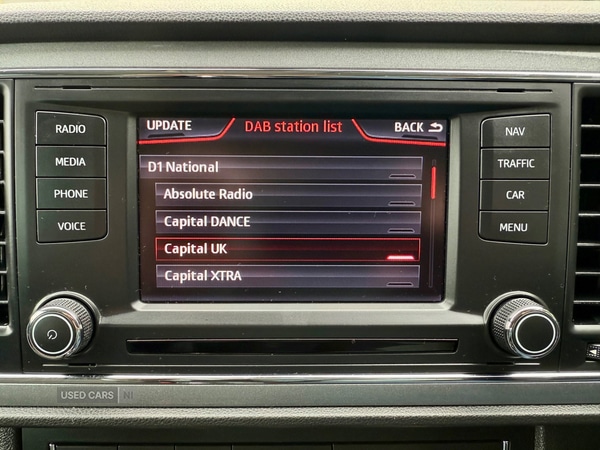 RADIO
MEDIA
PHONE
VOICE
UPDATE
DAB station list
BACK
D1 National
Absolute Radio
Capital DANCE
Capital UK
Capital XTRA
NAV
TRAFFIC
CAR
MENU
USED CARS NI